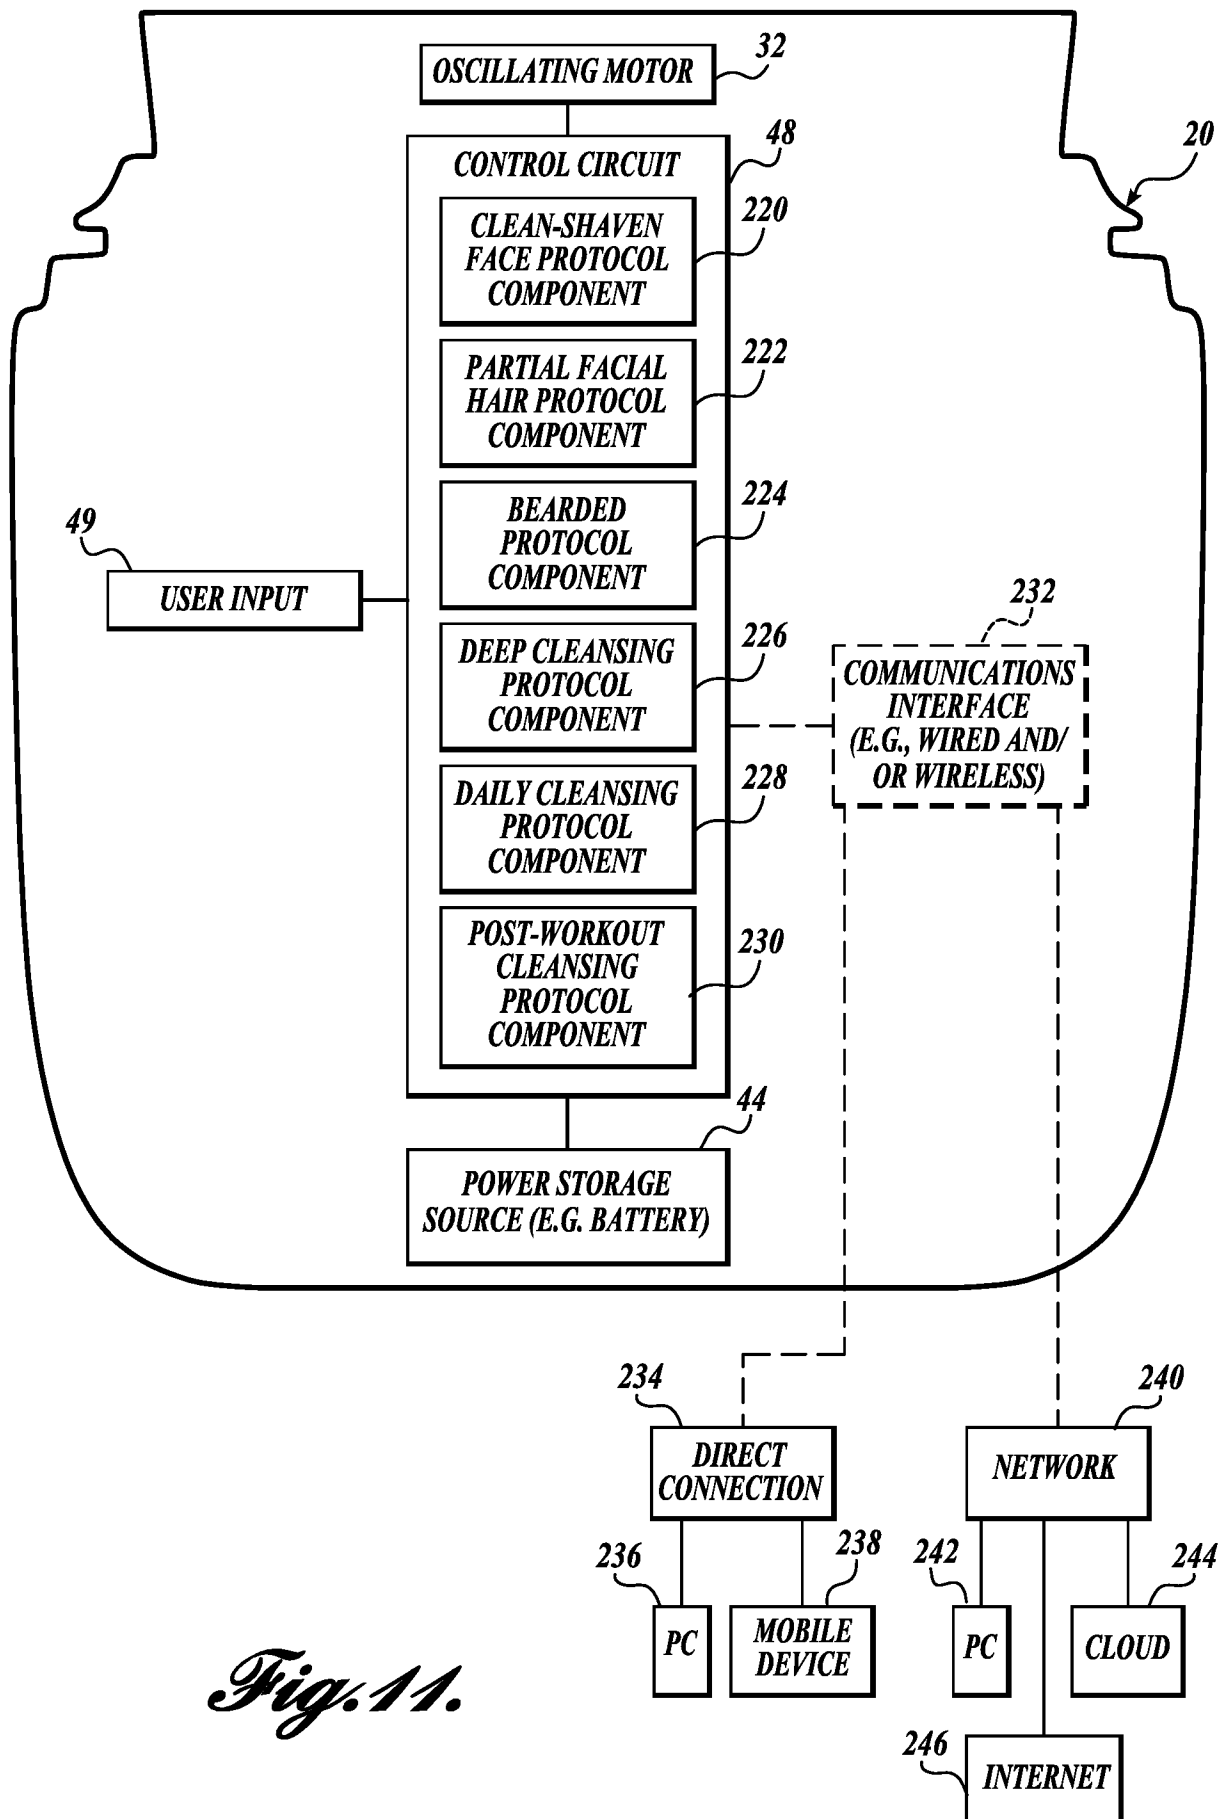 OSCILLATING MOTOR
32
CONTROL CIRCUIT
48
20
CLEAN-SHAVEN
FACE PROTOCOL
COMPONENT
220
PARTIAL FACIAL
HAIR PROTOCOL
COMPONENT
222
BEARDED
PROTOCOL
COMPONENT
224
49
USER INPUT
DEEP CLEANSING
PROTOCOL
COMPONENT
226
232
COMMUNICATIONS
INTERFACE
(E.G., WIRED AND/
OR WIRELESS)
DAILY CLEANSING
PROTOCOL
COMPONENT
228
POST-WORKOUT
CLEANSING
PROTOCOL
COMPONENT
230
44
POWER STORAGE
SOURCE (E.G. BATTERY)
234
DIRECT
CONNECTION
240
NETWORK
236
PC
238
MOBILE
DEVICE
242
PC
244
CLOUD
246
INTERNET
Fig.11.